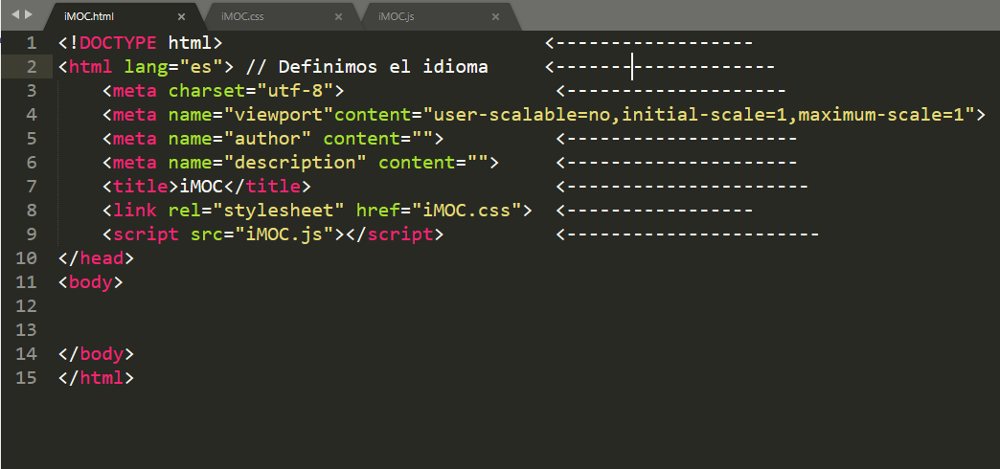 iMOC.html × iMOC.css × iMOC.js ×
1 <!DOCTYPE html> <------------------
2 <html lang="es"> // Definimos el idioma <--------------------
3 <meta charset="utf-8"> <--------------------
4 <meta name="viewport"content="user-scalable=no,initial-scale=1,maximum-scale=1">
5 <meta name="author" content=""> <---------------------
6 <meta name="description" content=""> <---------------------
7 <title>iMOC</title> <----------------------
8 <link rel="stylesheet" href="iMOC.css"> <-----------------
9 <script src="iMOC.js"></script> <-----------------------
10 </head>
11 <body>
12
13
14 </body>
15 </html>